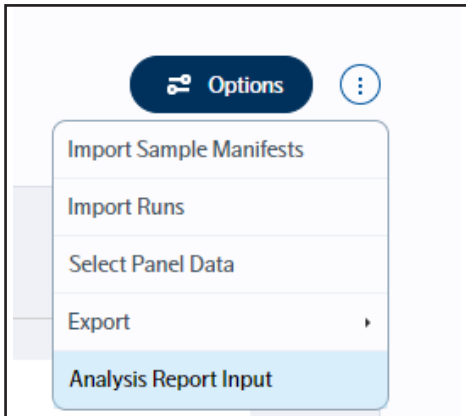 Options
Import Sample Manifests
Import Runs
Select Panel Data
Export
Analysis Report Input